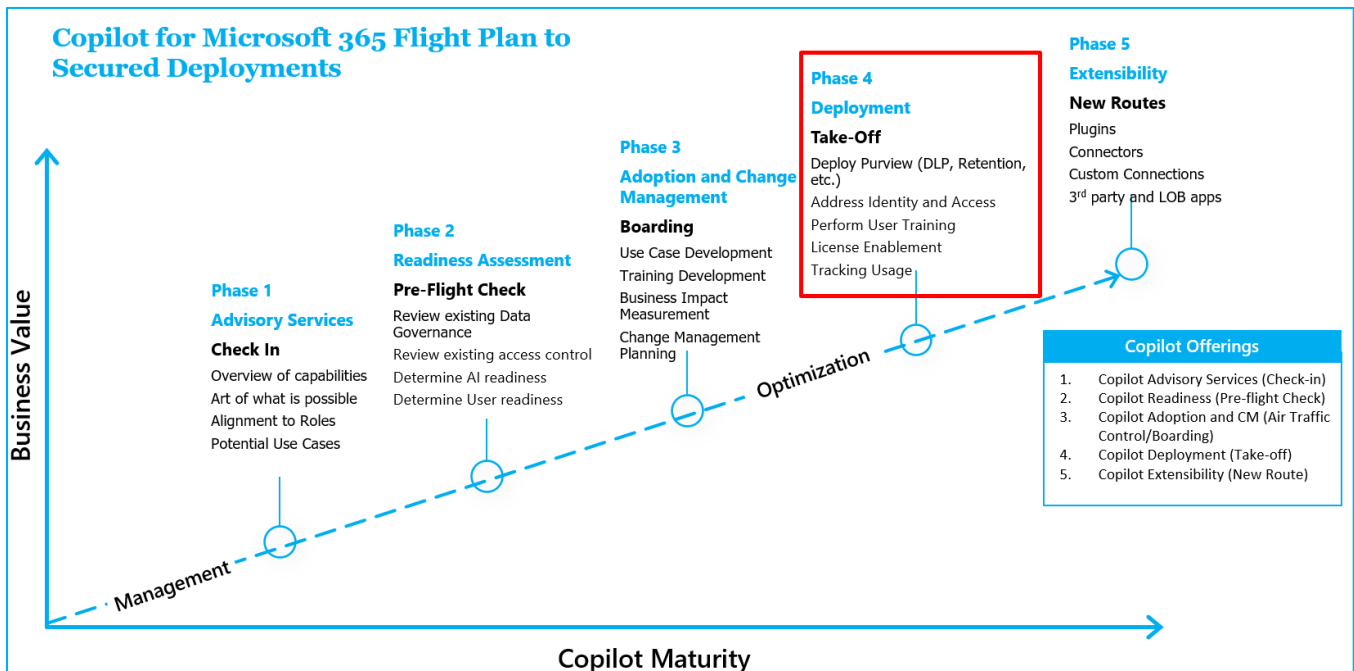 Copilot for Microsoft 365 Flight Plan to
Secured Deployments
Business Value
Phase 1
Advisory Services
Check In
Overview of capabilities
Art of what is possible
Alignment to Roles
Potential Use Cases
Phase 2
Readiness Assessment
Pre-Flight Check
Review existing Data
Governance
Review existing access control
Determine AI readiness
Determine User readiness
Phase 3
Adoption and Change
Management
Boarding
Use Case Development
Training Development
Business Impact
Measurement
Change Management
Planning
Phase 4
Deployment
Take-Off
Deploy Purview (DLP, Retention,
etc.)
Address Identity and Access
Perform User Training
License Enablement
Tracking Usage
Phase 5
Extensibility
New Routes
Plugins
Connectors
Custom Connections
3rd party and LOB apps
Management
Optimization
Copilot Offerings
1. Copilot Advisory Services (Check-in)
2. Copilot Readiness (Pre-flight Check)
3. Copilot Adoption and CM (Air Traffic
Control/Boarding)
4. Copilot Deployment (Take-off)
5. Copilot Extensibility (New Route)
Copilot Maturity